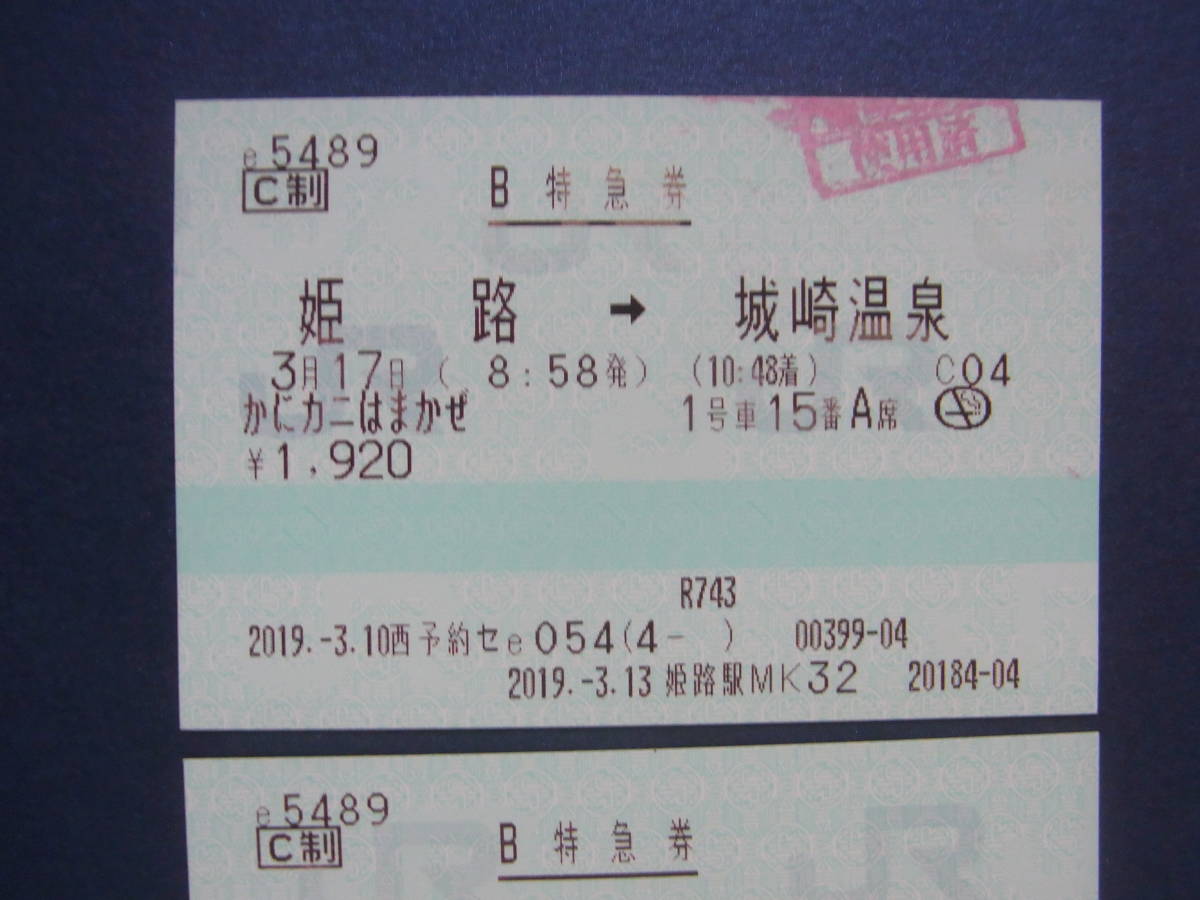 使用済
e5489
C制
B特急券
姫路 → 城崎温泉
3月17日 ( 8:58発) (10:48着) C04
かにカニはまかぜ 1号車15番A席
¥1,920
R743
2019.-3.10西予約セe054(4- ) 00399-04
2019.-3.13 姫路駅MK32 20184-04
e5489
C制
B特急券